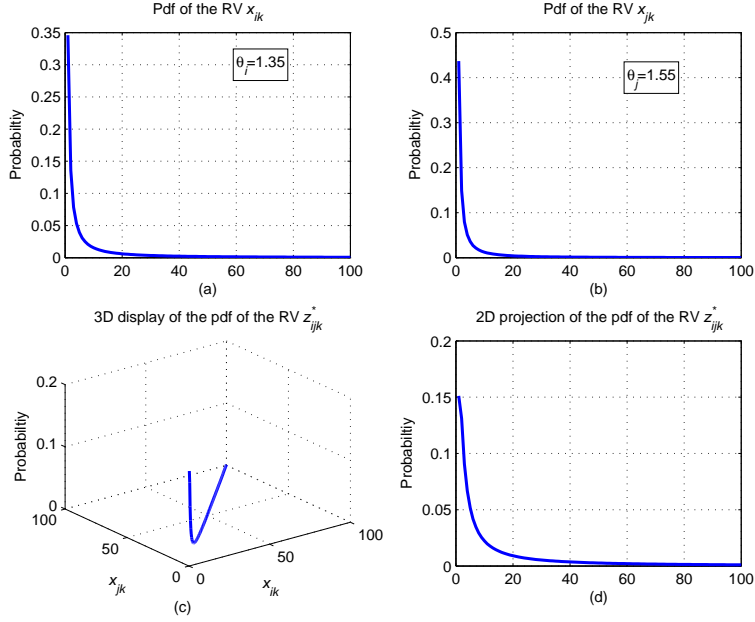 Pdf of the RV x_ik
0.35
0.3
0.25
0.2
0.15
0.1
0.05
0
Probabiltiy
θ_i=1.35
0 20 40 60 80 100
(a)
Pdf of the RV x_jk
0.5
0.4
0.3
0.2
0.1
0
Probabiltiy
θ_j=1.55
0 20 40 60 80 100
(b)
3D display of the pdf of the RV z*_ijk
0.2
0.1
0
Probabiltiy
100
50
0
x_jk
0
50
100
x_ik
(c)
2D projection of the pdf of the RV z*_ijk
0.2
0.15
0.1
0.05
0
Probabiltiy
0 20 40 60 80 100
(d)